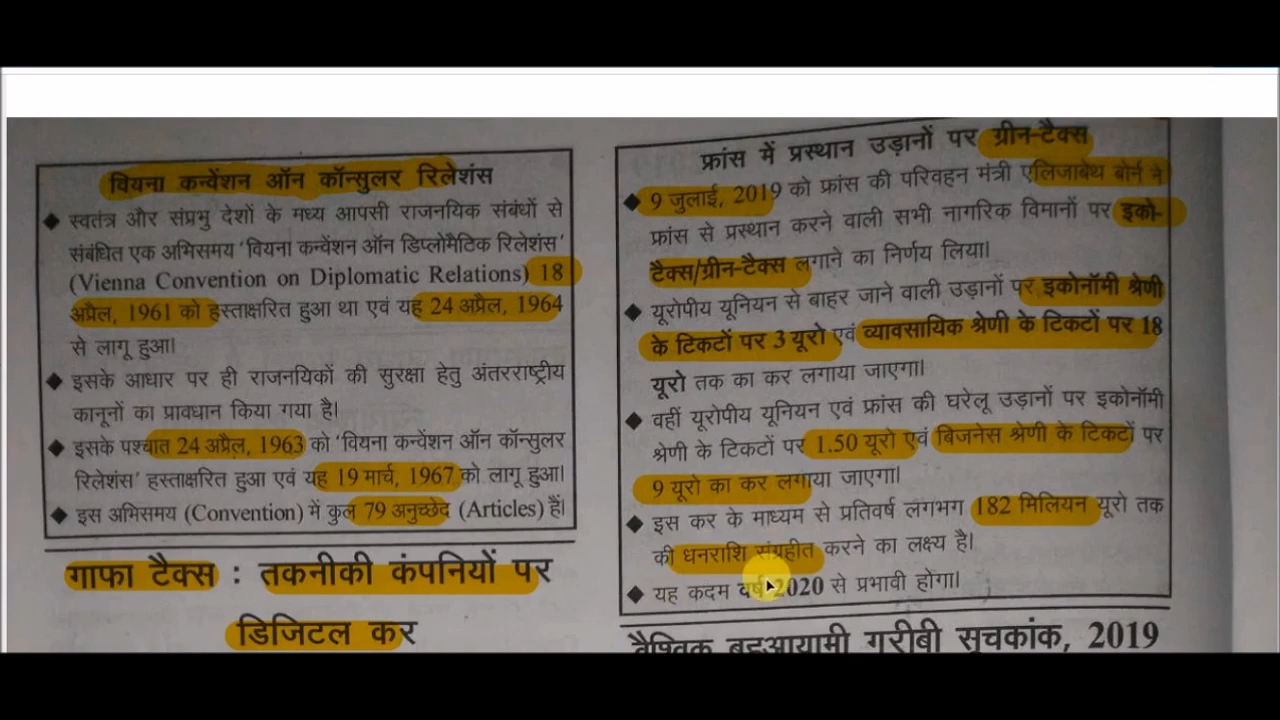 वियना कन्वेंशन ऑन कॉन्सुलर रिलेशंस
◆ स्वतंत्र और संप्रभु देशों के मध्य आपसी राजनयिक संबंधों से
संबंधित एक अभिसमय 'वियना कन्वेंशन ऑन डिप्लोमैटिक रिलेशंस'
(Vienna Convention on Diplomatic Relations) 18
अप्रैल, 1961 को हस्ताक्षरित हुआ था एवं यह 24 अप्रैल, 1964
से लागू हुआ।
◆ इसके आधार पर ही राजनयिकों की सुरक्षा हेतु अंतरराष्ट्रीय
कानूनों का प्रावधान किया गया है।
◆ इसके पश्चात 24 अप्रैल, 1963 को 'वियना कन्वेंशन ऑन कॉन्सुलर
रिलेशंस' हस्ताक्षरित हुआ एवं यह 19 मार्च, 1967 को लागू हुआ।
◆ इस अभिसमय (Convention) में कुल 79 अनुच्छेद (Articles) हैं।
गाफा टैक्स : तकनीकी कंपनियों पर
डिजिटल कर
फ्रांस में प्रस्थान उड़ानों पर ग्रीन-टैक्स
◆ 9 जुलाई, 2019 को फ्रांस की परिवहन मंत्री एलिजाबेथ बोर्न ने
फ्रांस से प्रस्थान करने वाली सभी नागरिक विमानों पर इको-
टैक्स/ग्रीन-टैक्स लगाने का निर्णय लिया।
◆ यूरोपीय यूनियन से बाहर जाने वाली उड़ानों पर इकोनॉमी श्रेणी
के टिकटों पर 3 यूरो एवं व्यावसायिक श्रेणी के टिकटों पर 18
यूरो तक का कर लगाया जाएगा।
◆ वहीं यूरोपीय यूनियन एवं फ्रांस की घरेलू उड़ानों पर इकोनॉमी
श्रेणी के टिकटों पर 1.50 यूरो एवं बिजनेस श्रेणी के टिकटों पर
9 यूरो का कर लगाया जाएगा।
◆ इस कर के माध्यम से प्रतिवर्ष लगभग 182 मिलियन यूरो तक
की धनराशि संग्रहीत करने का लक्ष्य है।
◆ यह कदम वर्ष 2020 से प्रभावी होगा।
वैश्विक बहुआयामी गरीबी सूचकांक, 2019